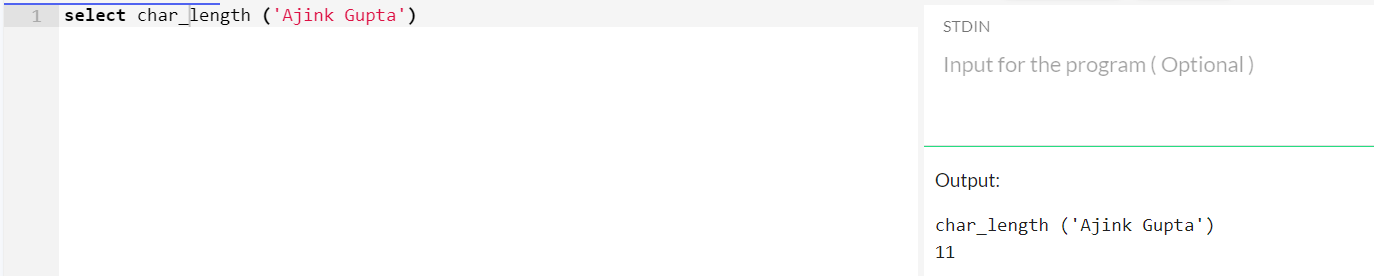 1 select char_length ('Ajink Gupta')
STDIN
Input for the program ( Optional )
Output:
char_length ('Ajink Gupta')
11